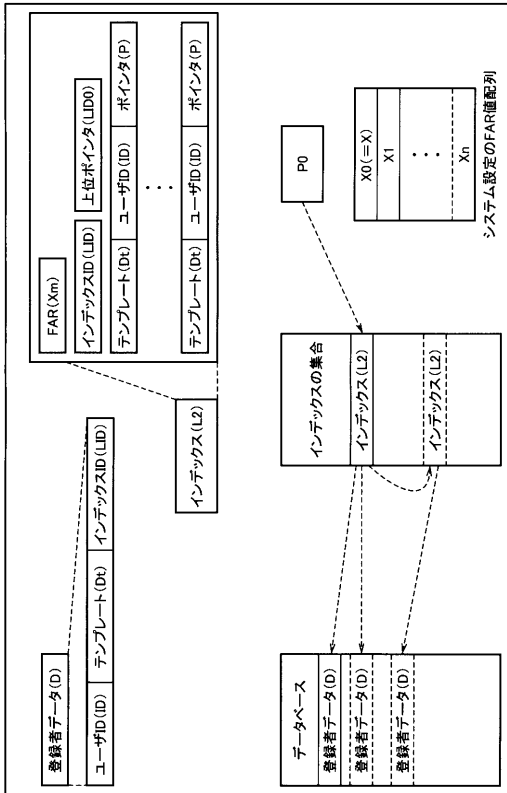 登録者データ(D)
ユーザID(ID) テンプレート(Dt) インデックスID(LID)
インデックス(L2)
FAR(Xm)
インデックスID(LID) 上位ポインタ(LID0)
テンプレート(Dt) ユーザID(ID) ポインタ(P)
・・・
テンプレート(Dt) ユーザID(ID) ポインタ(P)
データベース
登録者データ(D)
登録者データ(D)
登録者データ(D)
インデックスの集合
インデックス(L2)
インデックス(L2)
P0
X0(=X)
X1
・・・
Xn
システム設定のFAR値配列